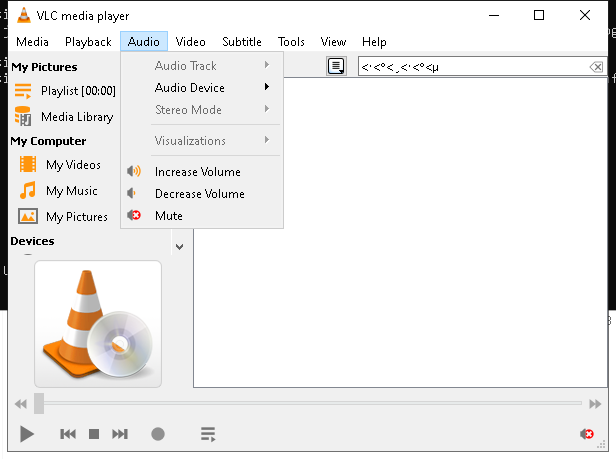 VLC media player
Media Playback Audio Video Subtitle Tools View Help
My Pictures
Playlist [00:00]
Media Library
My Computer
My Videos
My Music
My Pictures
Devices
Audio Track
Audio Device
Stereo Mode
Visualizations
Increase Volume
Decrease Volume
Mute